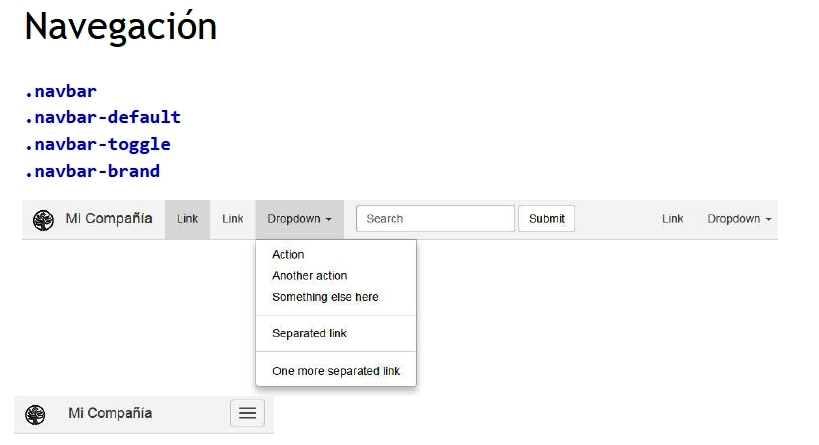 Navegación
.navbar
.navbar-default
.navbar-toggle
.navbar-brand
Mi Compañía Link Link Dropdown Search Submit Link Dropdown
Action
Another action
Something else here
Separated link
One more separated link
Mi Compañía